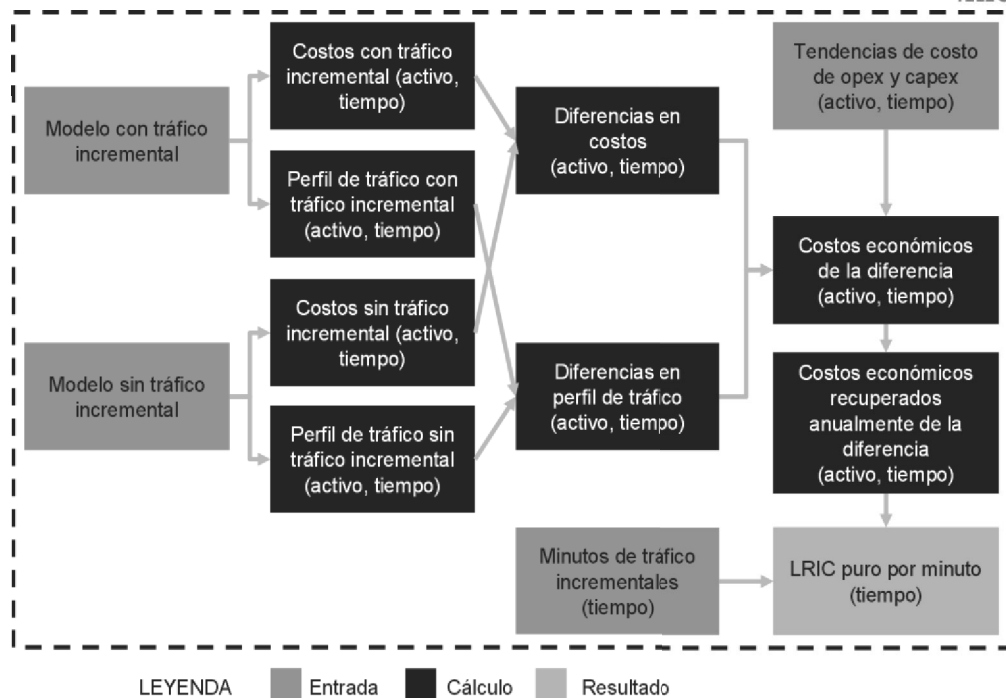 Modelo con tráfico
incremental
Modelo sin tráfico
incremental
Costos con tráfico
incremental (activo,
tiempo)
Perfil de tráfico con
tráfico incremental
(activo, tiempo)
Costos sin tráfico
incremental (activo,
tiempo)
Perfil de tráfico sin
tráfico incremental
(activo, tiempo)
Diferencias en
costos
(activo, tiempo)
Diferencias en
perfil de tráfico
(activo, tiempo)
Minutos de tráfico
incrementales
(tiempo)
Tendencias de costo
de opex y capex
(activo, tiempo)
Costos económicos
de la diferencia
(activo, tiempo)
Costos económicos
recuperados
anualmente de la
diferencia
(activo, tiempo)
LRIC puro por minuto
(tiempo)
LEYENDA Entrada Cálculo Resultado